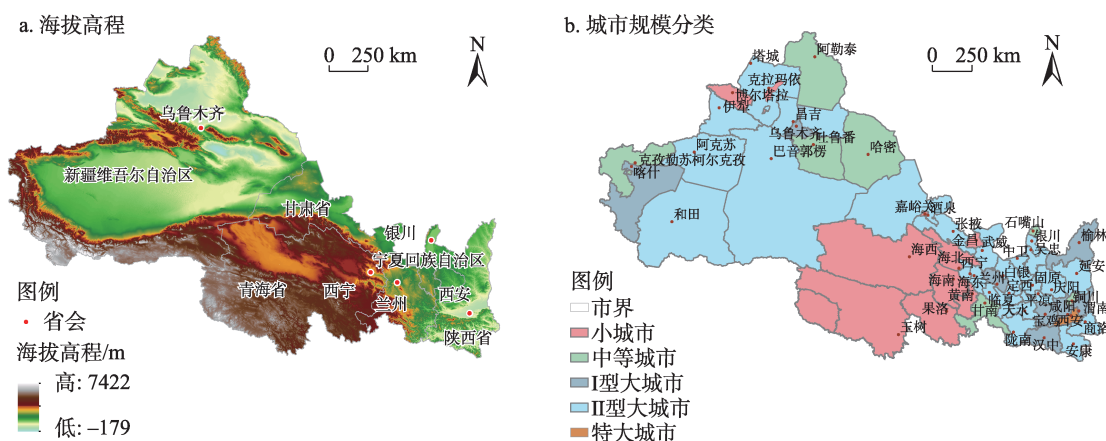 a. 海拔高程
0 250 km
N
乌鲁木齐
新疆维吾尔自治区
甘肃省
银川
宁夏回族自治区
青海省
西宁
兰州
西安
陕西省
图例
省会
海拔高程/m
高: 7422
低: –179
b. 城市规模分类
0 250 km
N
塔城
阿勒泰
克拉玛依
博尔塔拉
伊犁
昌吉
乌鲁木齐
吐鲁番
哈密
阿克苏
巴音郭楞
克孜勒苏柯尔克孜
喀什
和田
嘉峪关
酒泉
张掖
金昌
武威
石嘴山
银川
吴忠
中卫
榆林
延安
海西
海北
西宁
海南
海东
黄南
兰州
白银
定西
固原
庆阳
临夏
平凉
咸阳
铜川
渭南
果洛
甘南
天水
宝鸡
西安
商洛
玉树
陇南
汉中
安康
图例
市界
小城市
中等城市
I型大城市
II型大城市
特大城市